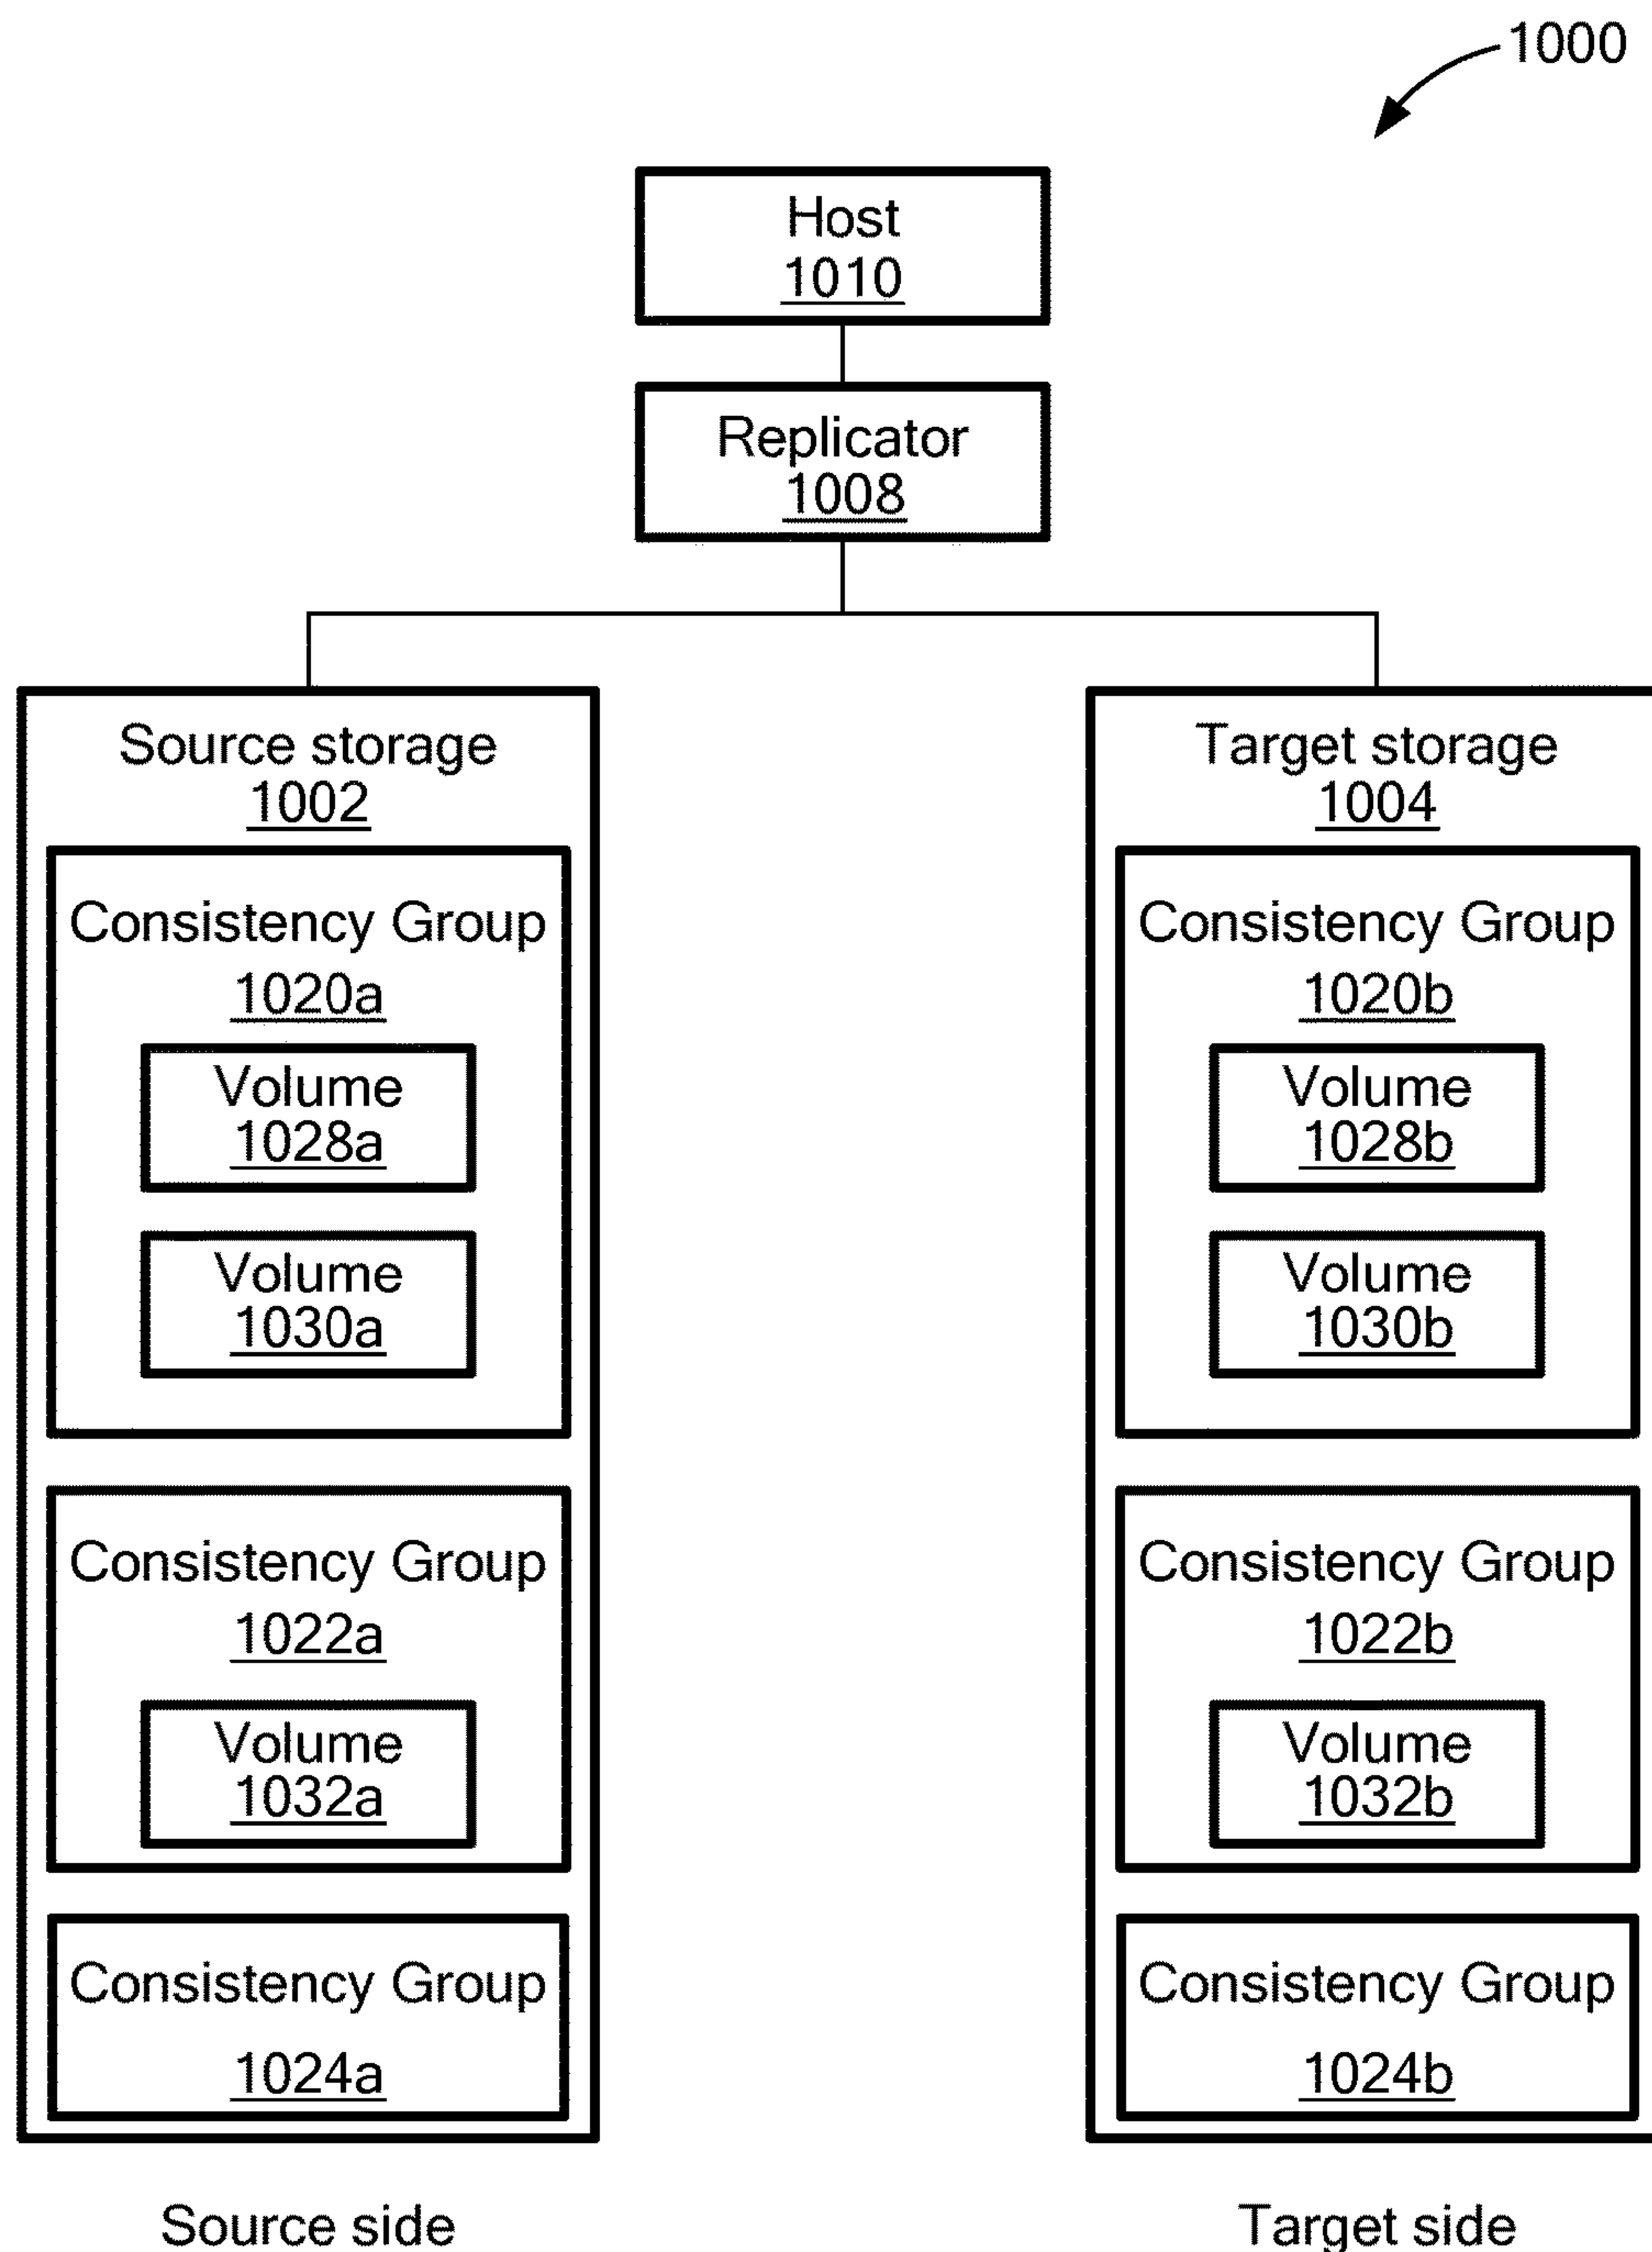 1000
Host
1010
Replicator
1008
Source storage
1002
Consistency Group
1020a
Volume
1028a
Volume
1030a
Consistency Group
1022a
Volume
1032a
Consistency Group
1024a
Source side
Target storage
1004
Consistency Group
1020b
Volume
1028b
Volume
1030b
Consistency Group
1022b
Volume
1032b
Consistency Group
1024b
Target side